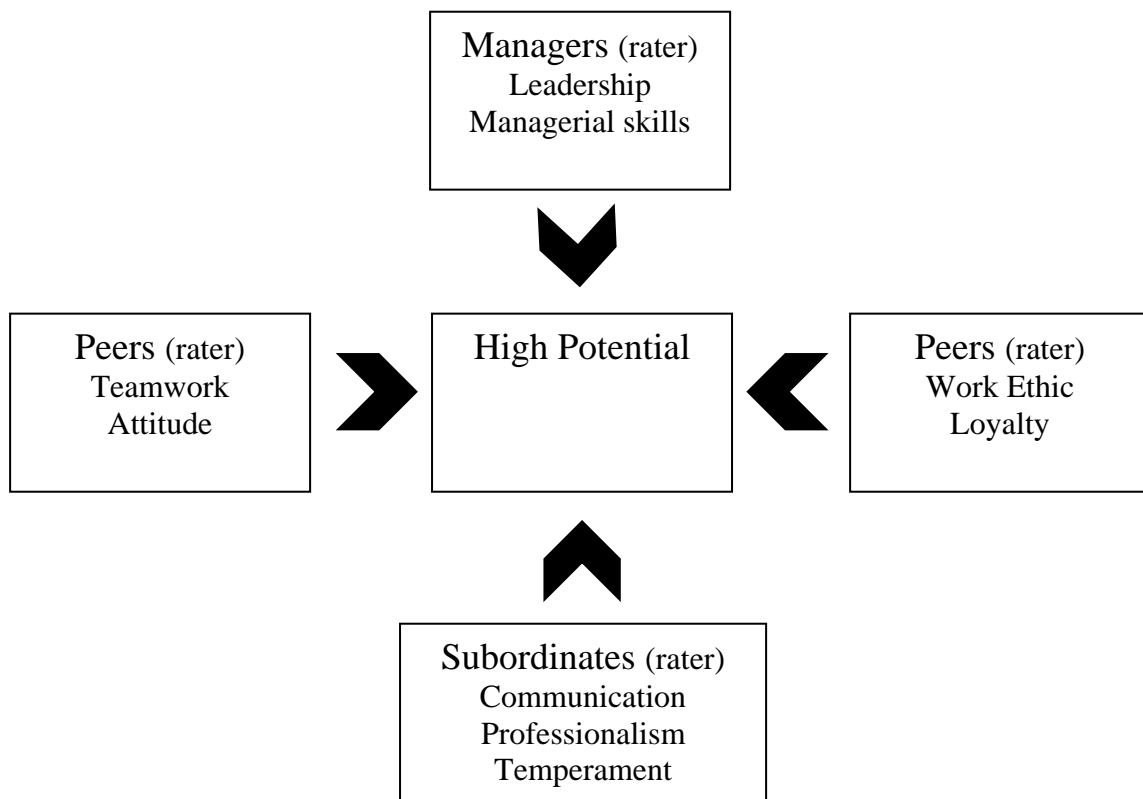 Managers (rater)
Leadership
Managerial skills
Peers (rater)
Teamwork
Attitude
High Potential
Peers (rater)
Work Ethic
Loyalty
Subordinates (rater)
Communication
Professionalism
Temperament